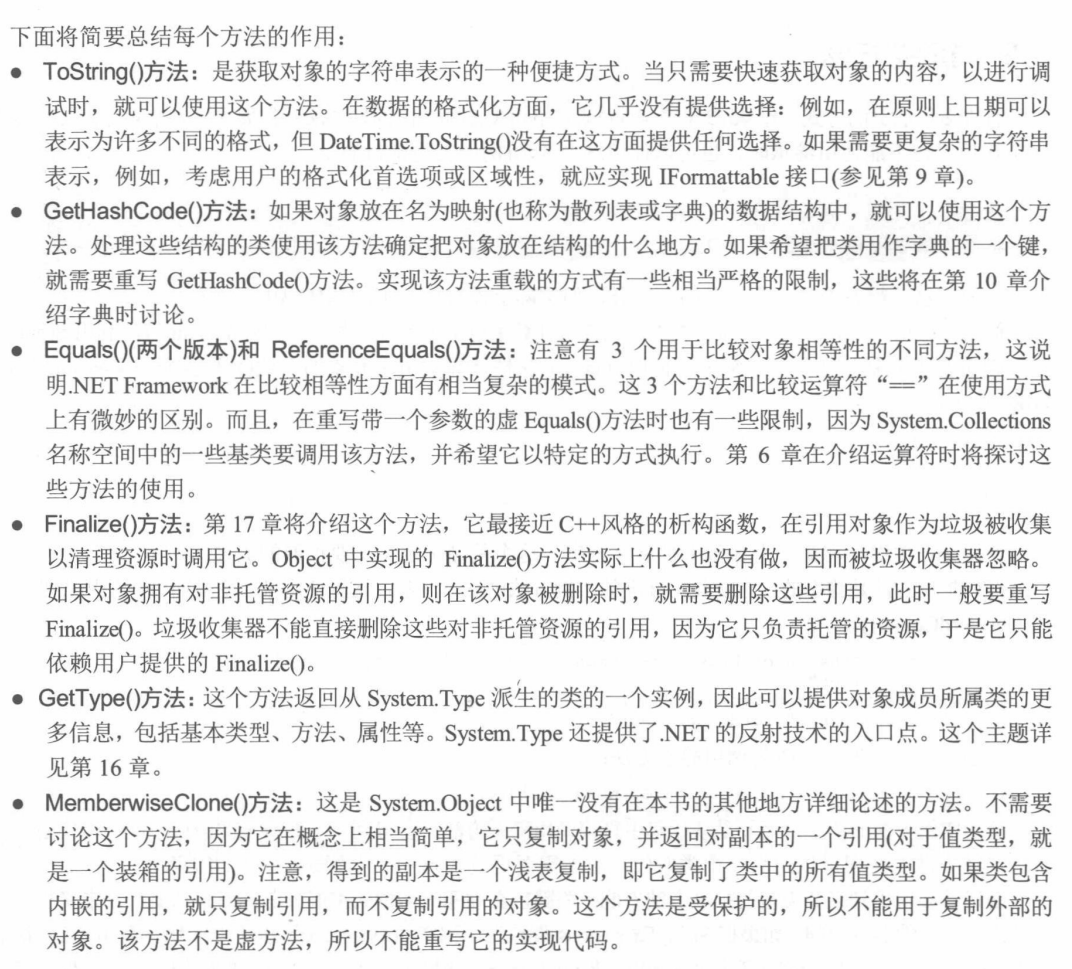 下面将简要总结每个方法的作用：
● ToString()方法：是获取对象的字符串表示的一种便捷方式。当只需要快速获取对象的内容，以进行调
试时，就可以使用这个方法。在数据的格式化方面，它几乎没有提供选择：例如，在原则上日期可以
表示为许多不同的格式，但 DateTime.ToString()没有在这方面提供任何选择。如果需要更复杂的字符串
表示，例如，考虑用户的格式化首选项或区域性，就应实现 IFormattable 接口(参见第 9 章)。
● GetHashCode()方法：如果对象放在名为映射(也称为散列表或字典)的数据结构中，就可以使用这个方
法。处理这些结构的类使用该方法确定把对象放在结构的什么地方。如果希望把类用作字典的一个键，
就需要重写 GetHashCode()方法。实现该方法重载的方式有一些相当严格的限制，这些将在第 10 章介
绍字典时讨论。
● Equals()(两个版本)和 ReferenceEquals()方法：注意有 3 个用于比较对象相等性的不同方法，这说
明.NET Framework 在比较相等性方面有相当复杂的模式。这 3 个方法和比较运算符“==”在使用方式
上有微妙的区别。而且，在重写带一个参数的虚 Equals()方法时也有一些限制，因为 System.Collections
名称空间中的一些基类要调用该方法，并希望它以特定的方式执行。第 6 章在介绍运算符时将探讨这
些方法的使用。
● Finalize()方法：第 17 章将介绍这个方法，它最接近 C++风格的析构函数，在引用对象作为垃圾被收集
以清理资源时调用它。Object 中实现的 Finalize()方法实际上什么也没有做，因而被垃圾收集器忽略。
如果对象拥有对非托管资源的引用，则在该对象被删除时，就需要删除这些引用，此时一般要重写
Finalize()。垃圾收集器不能直接删除这些对非托管资源的引用，因为它只负责托管的资源，于是它只能
依赖用户提供的 Finalize()。
● GetType()方法：这个方法返回从 System.Type 派生的类的一个实例，因此可以提供对象成员所属类的更
多信息，包括基本类型、方法、属性等。System.Type 还提供了.NET 的反射技术的入口点。这个主题详
见第 16 章。
● MemberwiseClone()方法：这是 System.Object 中唯一没有在本书的其他地方详细论述的方法。不需要
讨论这个方法，因为它在概念上相当简单，它只复制对象，并返回对副本的一个引用(对于值类型，就
是一个装箱的引用)。注意，得到的副本是一个浅表复制，即它复制了类中的所有值类型。如果类包含
内嵌的引用，就只复制引用，而不复制引用的对象。这个方法是受保护的，所以不能用于复制外部的
对象。该方法不是虚方法，所以不能重写它的实现代码。